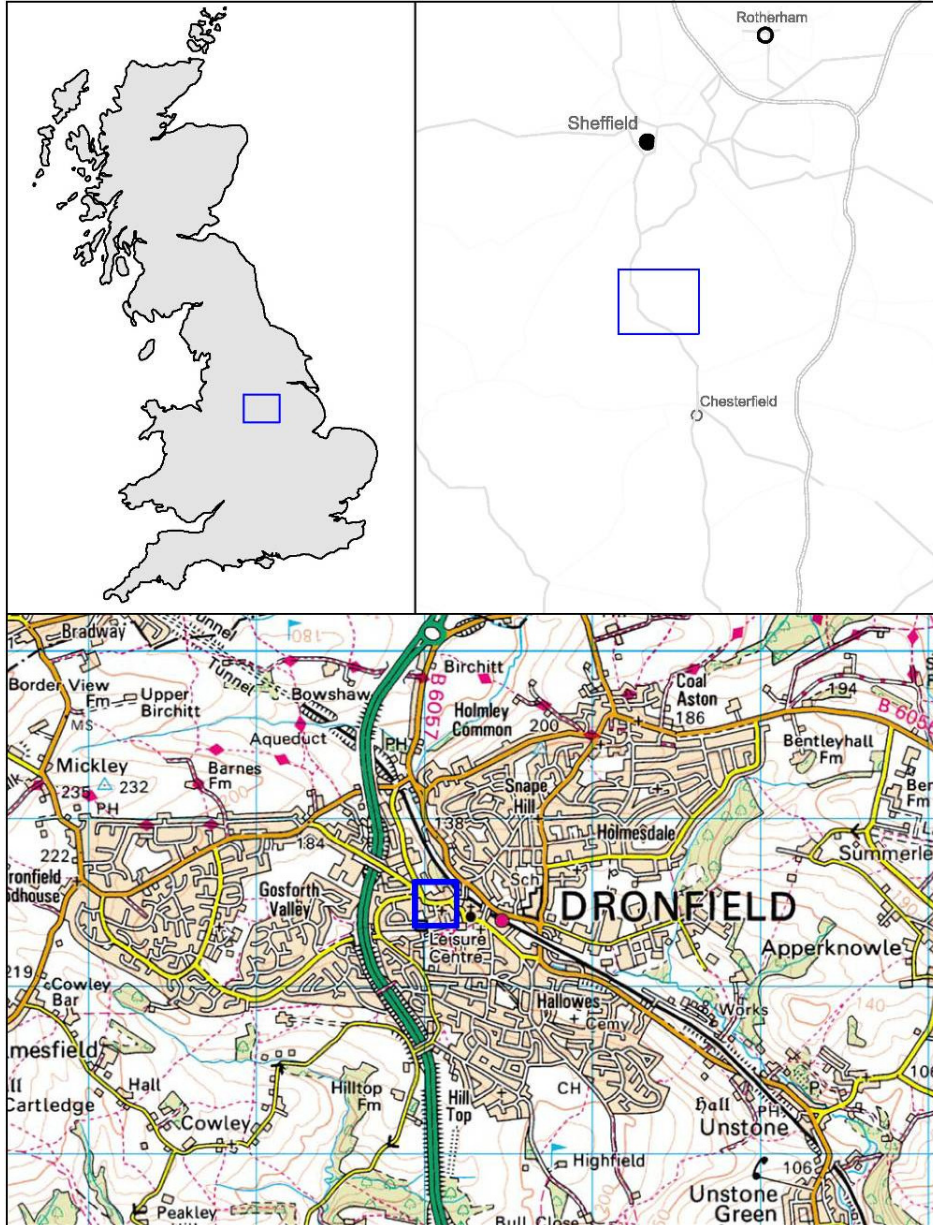 Rotherham
Sheffield
Chesterfield
Bradway
Tunnel
180
Border View
Fm
Upper
Birchitt
MS
Tunnel
Bowshaw
Aqueduct
Birchitt
B 6057
Holmley
Common
200
Coal
Aston
186
194
Bentleyhall
Fm
Mickley
232
PH
Barnes
Fm
200
PH
Snape
Hill
138
Holmesdale
222
184
Gosforth
Valley
Sch
DRONFIELD
Leisure
Centre
Apperknowle
190
219
Cowley
Bar
Hallowes
Cemy
Works
140
Hall
Cartledge
Cowley
Hilltop
Fm
Hill
Top
CH
Hall
Unstone
PH
P
106
Highfield
106
Unstone
Green
Peakley
Bull Close